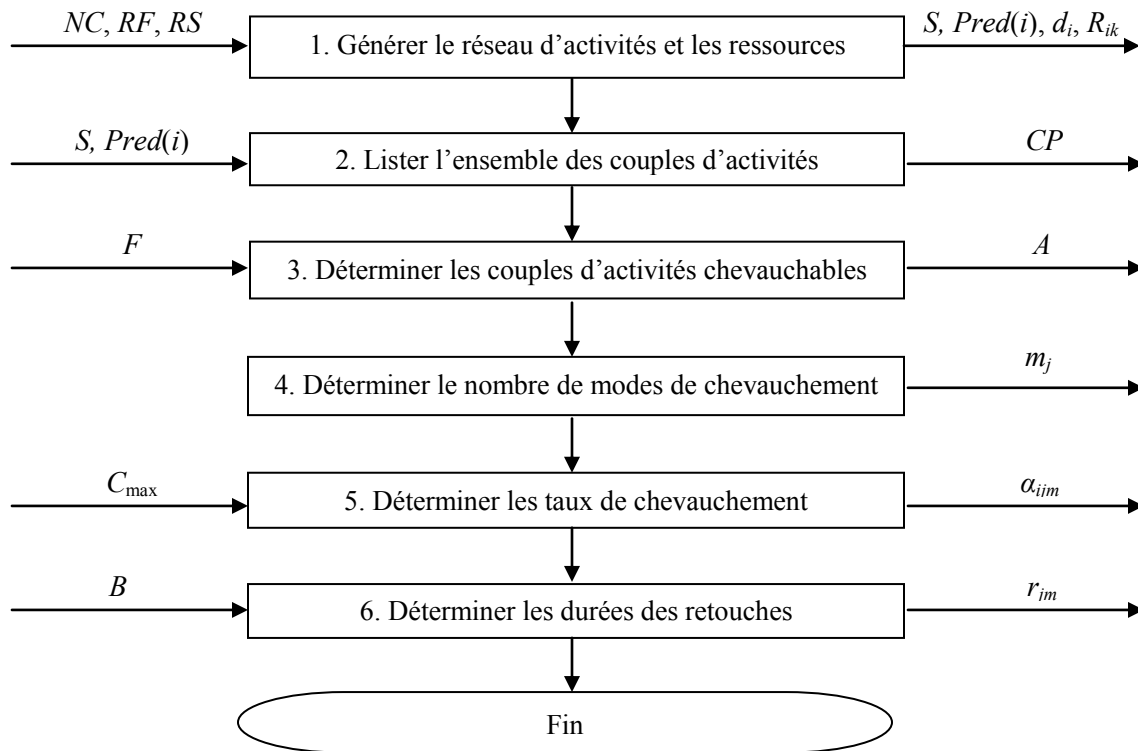 NC, RF, RS
1. Générer le réseau d'activités et les ressources
S, Pred(i), dᵢ, Rᵢₖ
S, Pred(i)
2. Lister l'ensemble des couples d'activités
CP
F
3. Déterminer les couples d'activités chevauchables
A
4. Déterminer le nombre de modes de chevauchement
mⱼ
Cmax
5. Déterminer les taux de chevauchement
αijm
B
6. Déterminer les durées des retouches
rjm
Fin